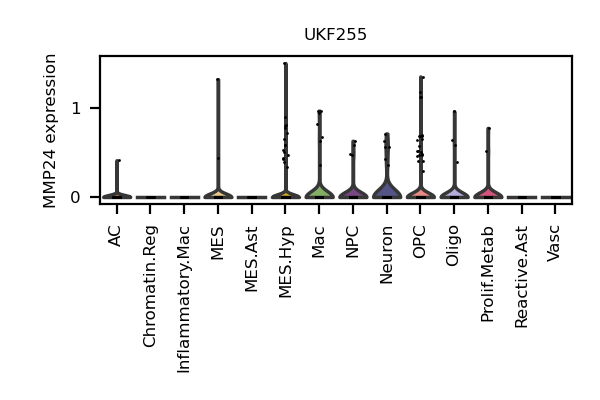 UKF255
MMP24 expression
1
0
AC
Chromatin.Reg
Inflammatory.Mac
MES
MES.Ast
MES.Hyp
Mac
NPC
Neuron
OPC
Oligo
Prolif.Metab
Reactive.Ast
Vasc